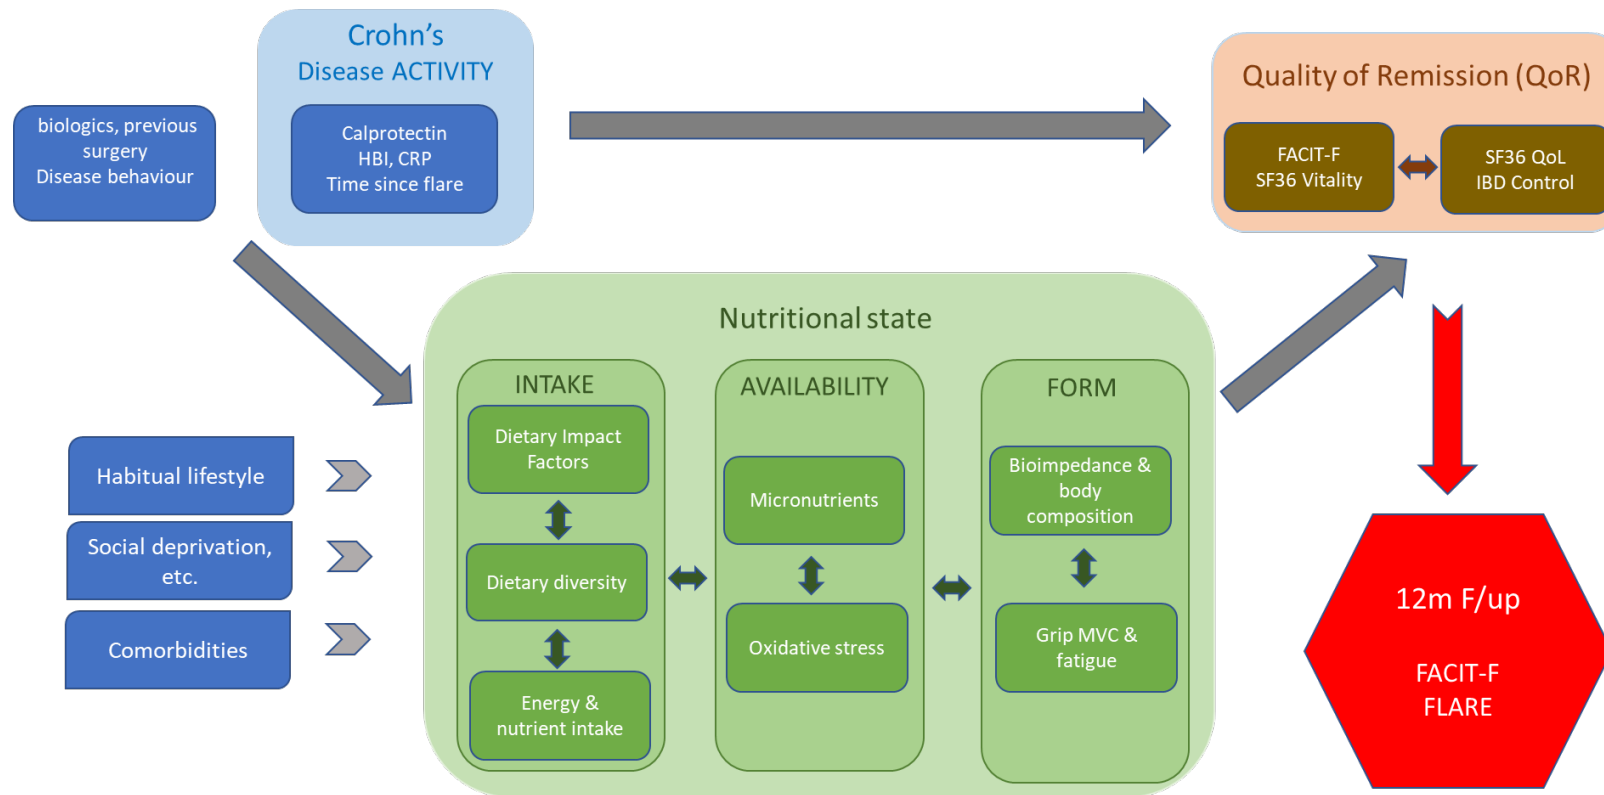 Crohn's
Disease ACTIVITY
Calprotectin
HBI, CRP
Time since flare
biologics, previous
surgery
Disease behaviour
Quality of Remission (QoR)
FACIT-F
SF36 Vitality
SF36 QoL
IBD Control
Nutritional state
INTAKE
Dietary Impact
Factors
Dietary diversity
Energy &
nutrient intake
AVAILABILITY
Micronutrients
Oxidative stress
FORM
Bioimpedance &
body
composition
Grip MVC &
fatigue
Habitual lifestyle
Social deprivation,
etc.
Comorbidities
12m F/up
FACIT-F
FLARE